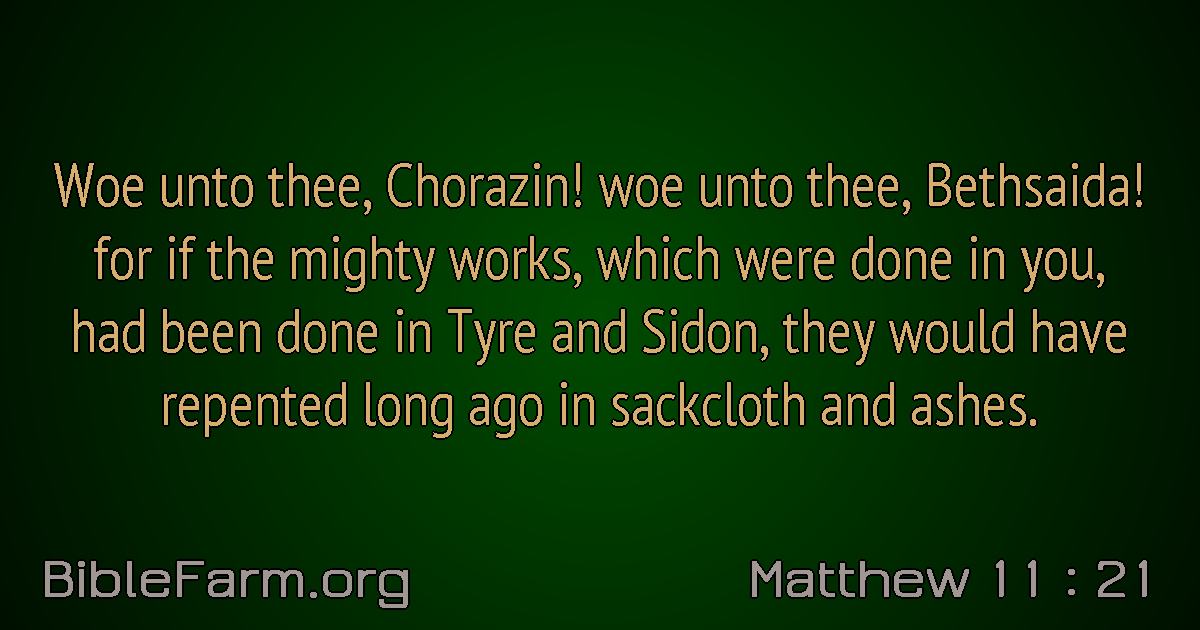 Woe unto thee, Chorazin! woe unto thee, Bethsaida!
for if the mighty works, which were done in you,
had been done in Tyre and Sidon, they would have
repented long ago in sackcloth and ashes.
BibleFarm.org
Matthew 11 : 21